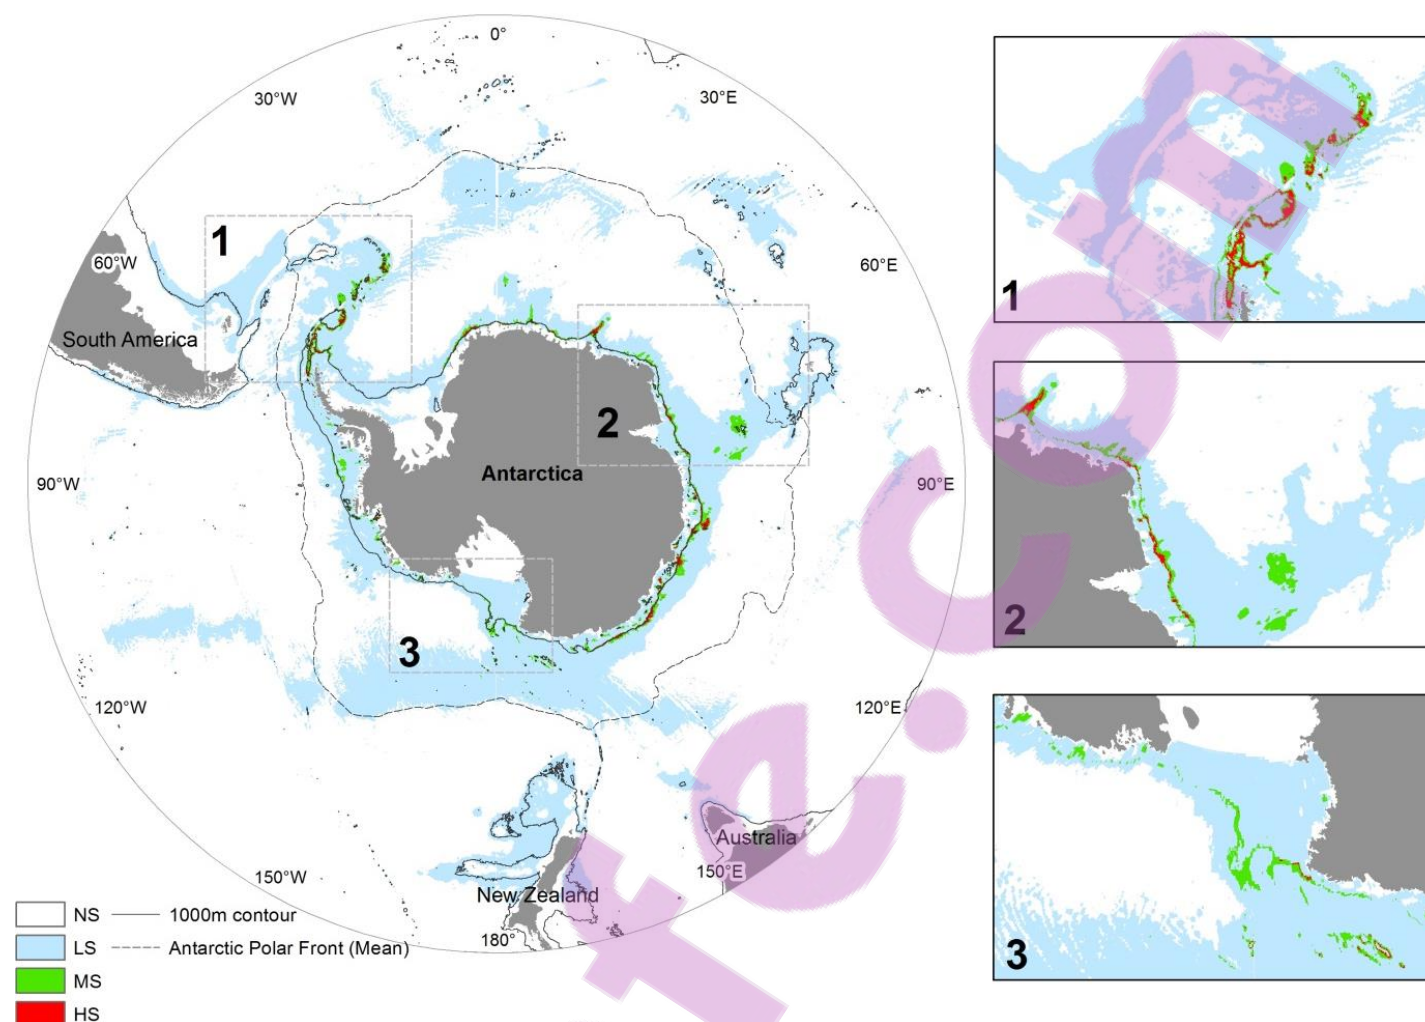 0°
30°W
30°E
60°W
60°E
South America
1
2
Antarctica
90°W
90°E
3
120°W
120°E
Australia
150°E
150°W
New Zealand
180°
NS
1000m contour
LS
Antarctic Polar Front (Mean)
MS
HS
1
2
3